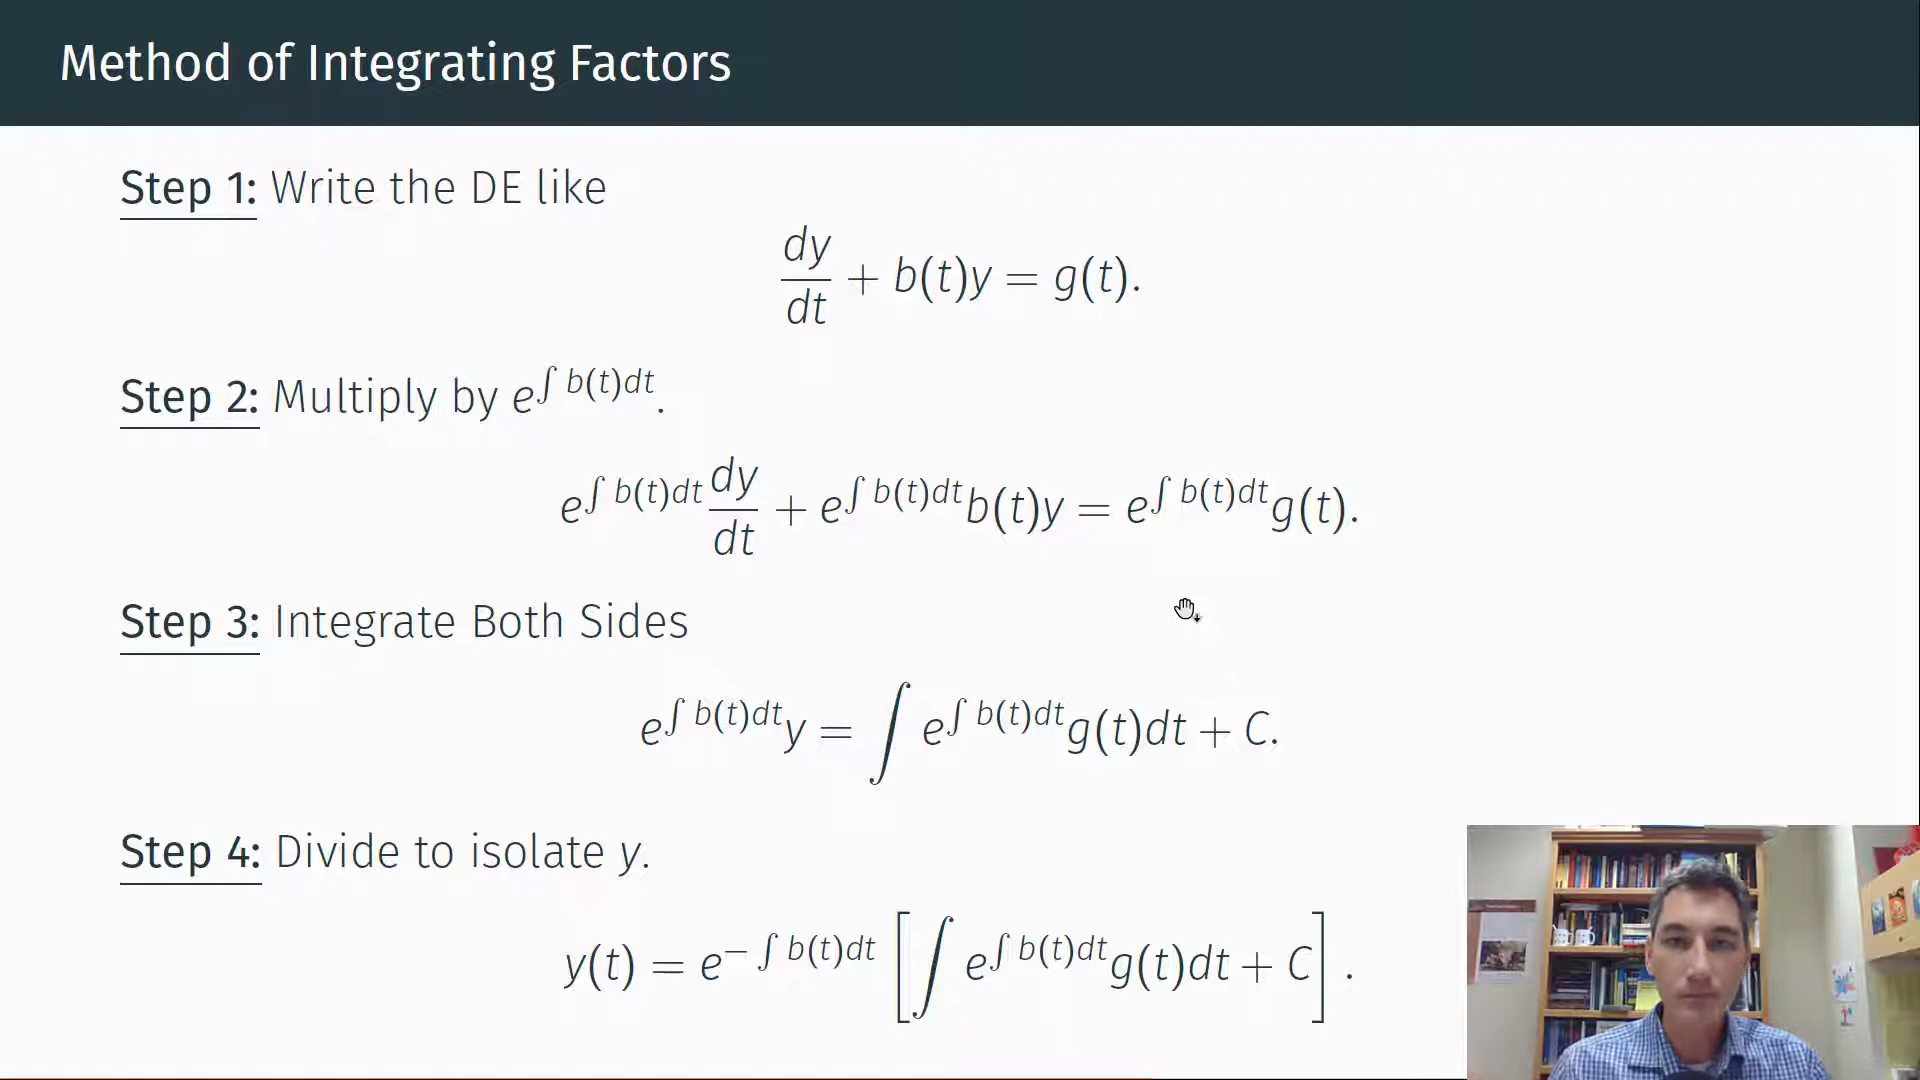 Method of Integrating Factors
Step 1: Write the DE like
dy/dt + b(t)y = g(t).
Step 2: Multiply by e^{∫ b(t)dt}.
e^{∫ b(t)dt} dy/dt + e^{∫ b(t)dt} b(t)y = e^{∫ b(t)dt} g(t).
Step 3: Integrate Both Sides
e^{∫ b(t)dt} y = ∫ e^{∫ b(t)dt} g(t)dt + C.
Step 4: Divide to isolate y.
y(t) = e^{− ∫ b(t)dt} [∫ e^{∫ b(t)dt} g(t)dt + C].